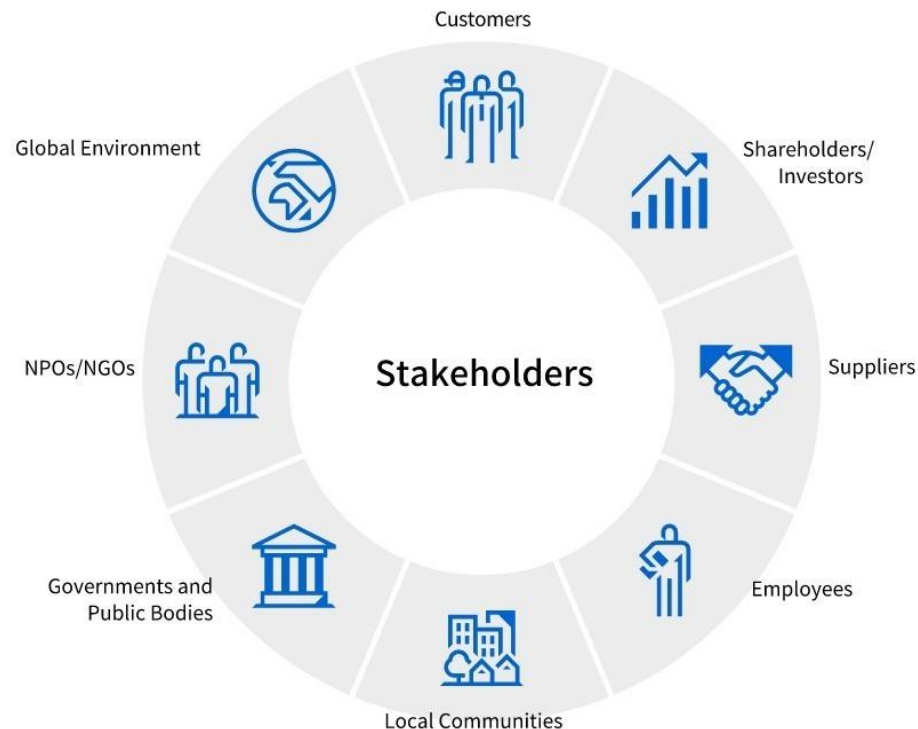 Customers
Global Environment
Shareholders/
Investors
NPOs/NGOs
Stakeholders
Suppliers
Governments and
Public Bodies
Employees
Local Communities